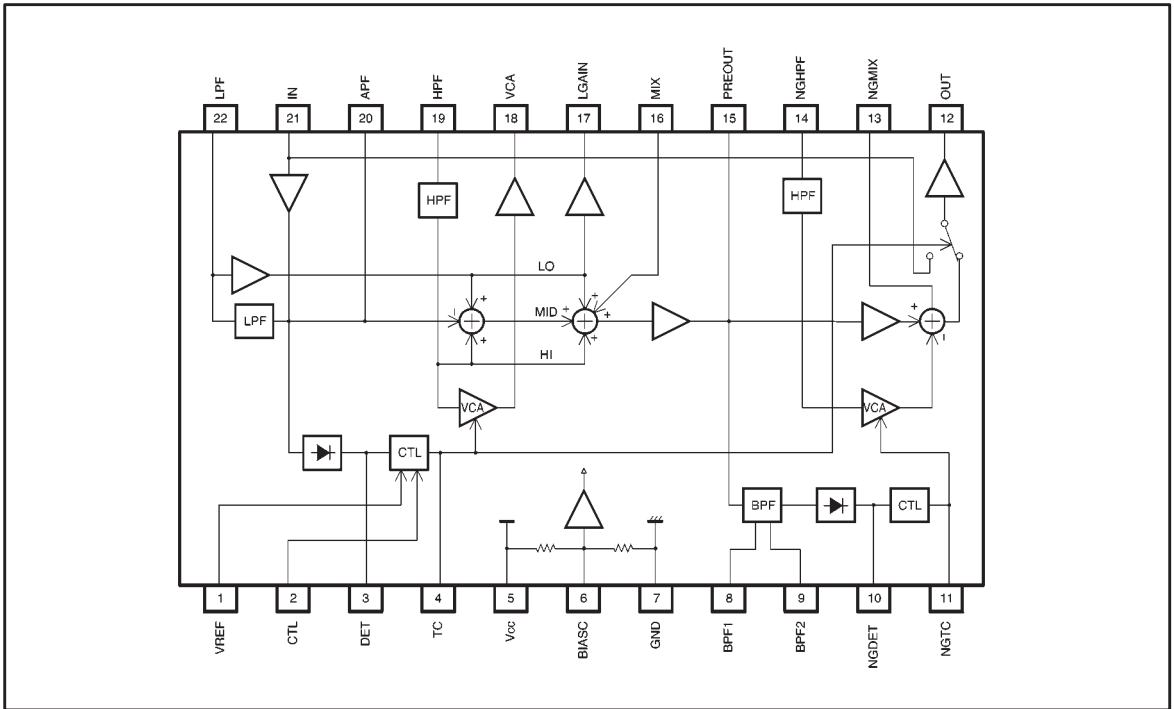 LPF
IN
APF
HPF
VCA
LGAIN
MIX
PREOUT
NGHPF
NGMIX
OUT
22 21 20 19 18 17 16 15 14 13 12
HPF HPF
LO
+ + +
LPF - MID + + +
+ + -
HI
VCA VCA
CTL
BPF CTL
1 2 3 4 5 6 7 8 9 10 11
VREF
CTL
DET
TC
Vcc
BIASC
GND
BPF1
BPF2
NGDET
NGTC